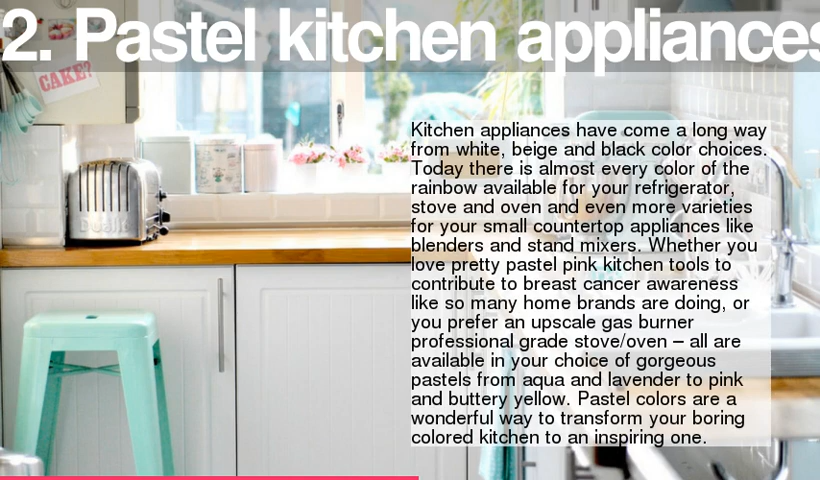 2. Pastel kitchen appliances
CAKE?
Dualit
Kitchen appliances have come a long way
from white, beige and black color choices.
Today there is almost every color of the
rainbow available for your refrigerator,
stove and oven and even more varieties
for your small countertop appliances like
blenders and stand mixers. Whether you
love pretty pastel pink kitchen tools to
contribute to breast cancer awareness
like so many home brands are doing, or
you prefer an upscale gas burner
professional grade stove/oven – all are
available in your choice of gorgeous
pastels from aqua and lavender to pink
and buttery yellow. Pastel colors are a
wonderful way to transform your boring
colored kitchen to an inspiring one.